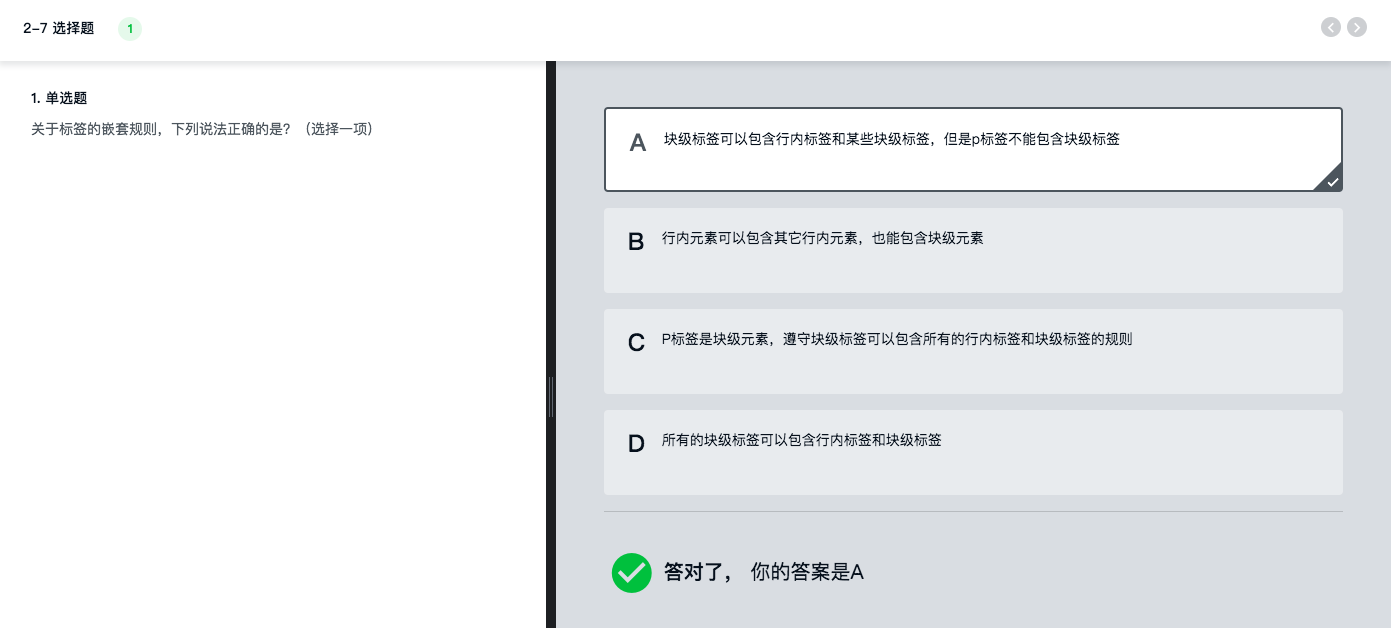 2-7 选择题 1
1. 单选题
关于标签的嵌套规则，下列说法正确的是？（选择一项）
A 块级标签可以包含行内标签和某些块级标签，但是p标签不能包含块级标签
B 行内元素可以包含其它行内元素，也能包含块级元素
C P标签是块级元素，遵守块级标签可以包含所有的行内标签和块级标签的规则
D 所有的块级标签可以包含行内标签和块级标签
答对了， 你的答案是A